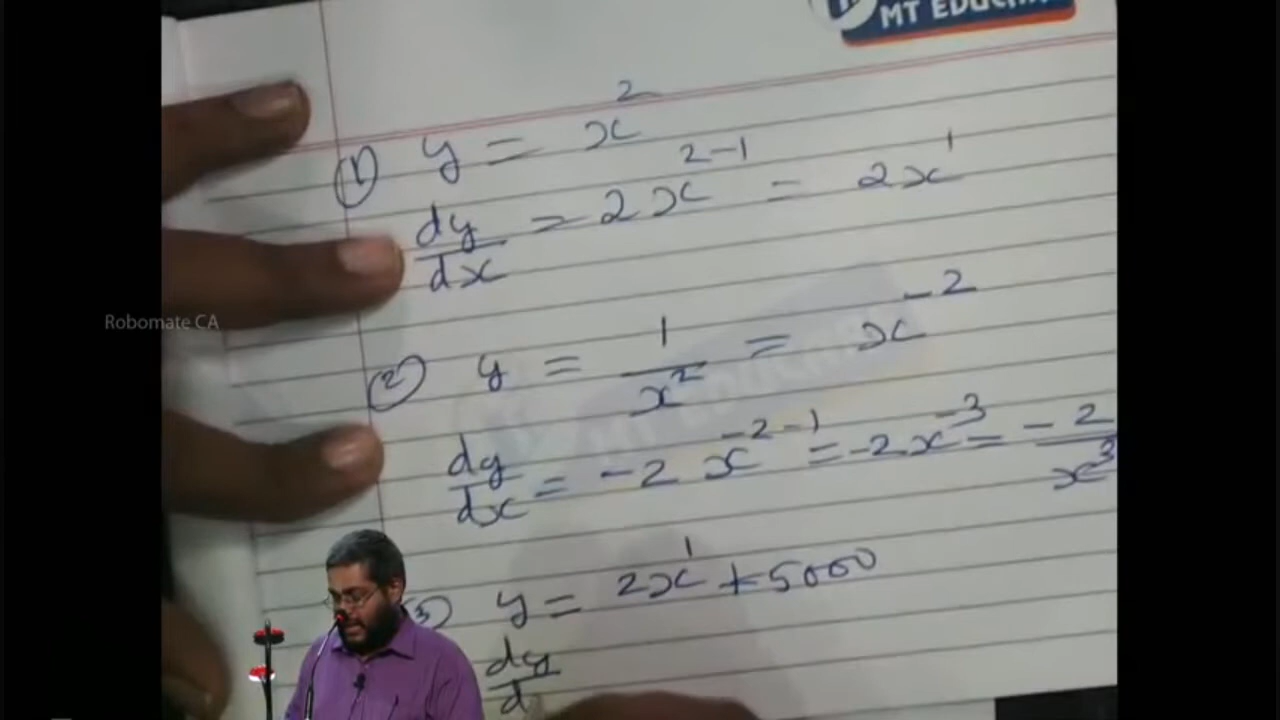 MT EDUCA
① y = x²
dy/dx = 2x²⁻¹ = 2x¹
② y = 1/x² = x⁻²
dy/dx = -2x⁻²⁻¹ = -2x⁻³ = -2/x³
Robomate CA
③ y = 2x¹ + 5000
dy/d